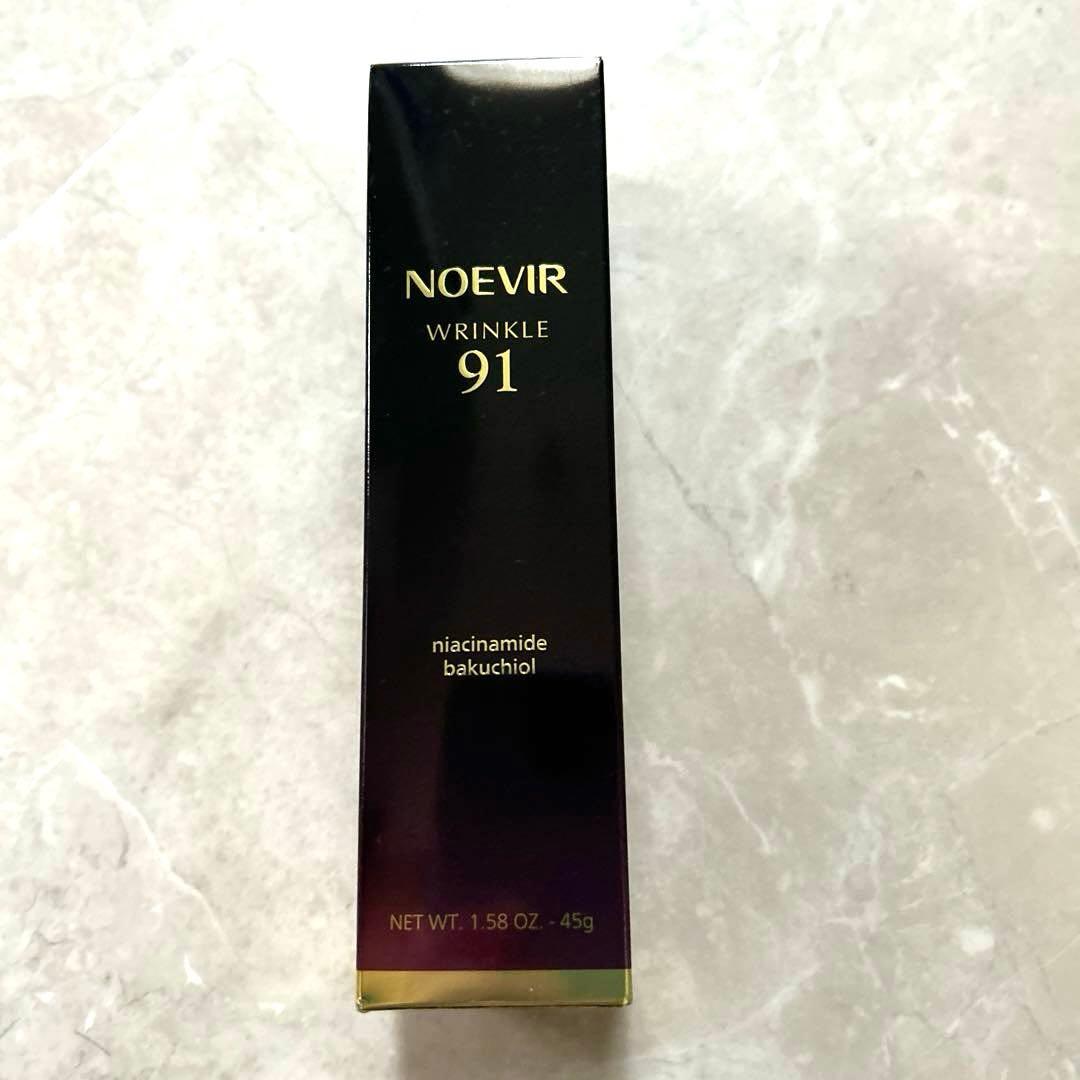 NOEVIR
WRINKLE
91
niacinamide
bakuchiol
NET WT. 1.58 OZ. - 45g